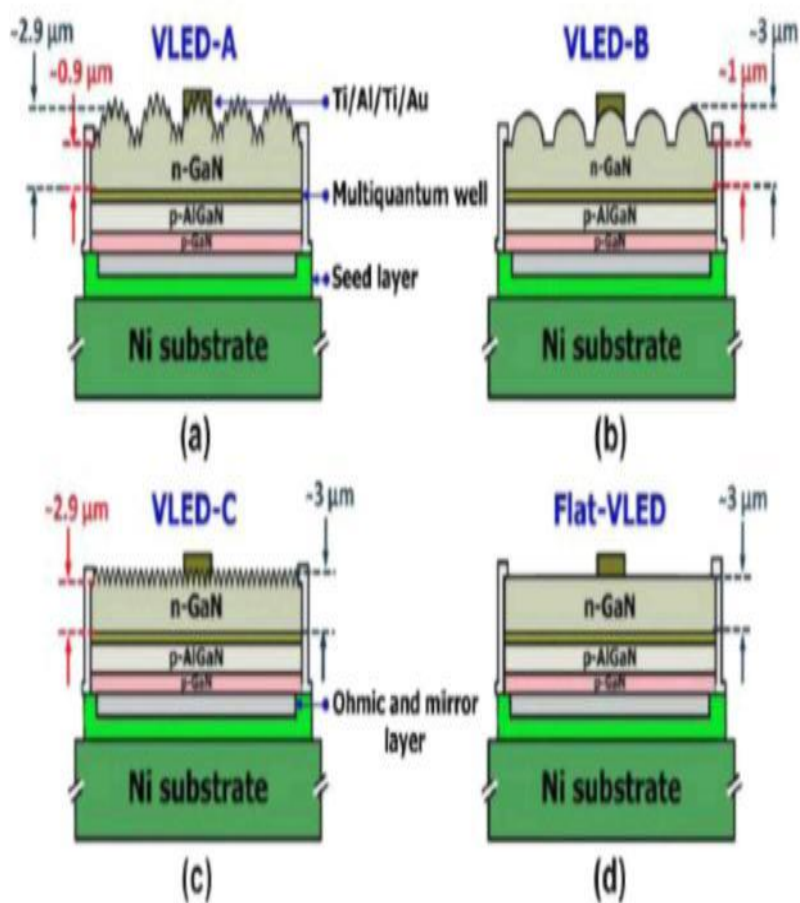 VLED-A
~2.9 μm
~0.9 μm
Ti/Al/Ti/Au
n-GaN
Multiquantum well
p-AlGaN
p-GaN
Seed layer
Ni substrate
(a)
VLED-B
~3 μm
~1 μm
n-GaN
p-AlGaN
p-GaN
Ni substrate
(b)
VLED-C
~2.9 μm
~3 μm
n-GaN
p-AlGaN
p-GaN
Ohmic and mirror
layer
Ni substrate
(c)
Flat-VLED
~3 μm
n-GaN
p-AlGaN
p-GaN
Ni substrate
(d)